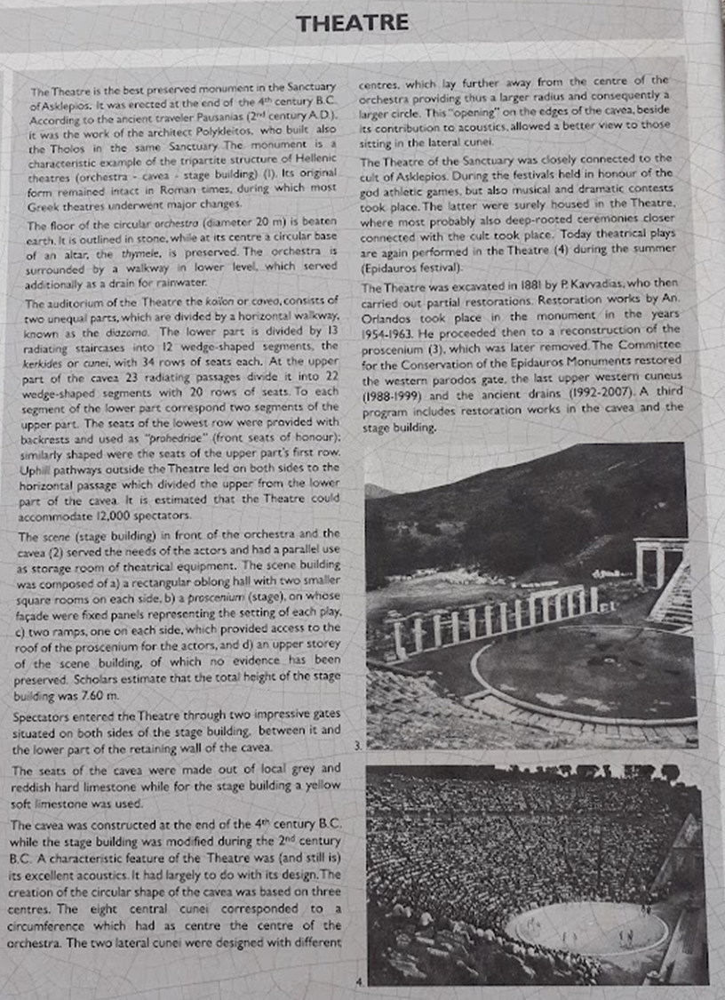 THEATRE
The Theatre is the best preserved monument in the Sanctuary
of Asklepios. It was erected at the end of the 4th century B.C.
According to the ancient traveler Pausanias (2nd century A.D.),
it was the work of the architect Polykleitos, who built also
the Tholos in the same Sanctuary. The monument is a
characteristic example of the tripartite structure of Hellenic
theatres (orchestra - cavea - stage building) (1). Its original
form remained intact in Roman times, during which most
Greek theatres underwent major changes.
The floor of the circular orchestra (diameter 20 m) is beaten
earth. It is outlined in stone, while at its centre a circular base
of an altar, the thymele, is preserved. The orchestra is
surrounded by a walkway in lower level, which served
additionally as a drain for rainwater.
The auditorium of the Theatre the koilon or cavea, consists of
two unequal parts, which are divided by a horizontal walkway,
known as the diazoma. The lower part is divided by 13
radiating staircases into 12 wedge-shaped segments, the
kerkides or cunei, with 34 rows of seats each. At the upper
part of the cavea 23 radiating passages divide it into 22
wedge-shaped segments with 20 rows of seats. To each
segment of the lower part correspond two segments of the
upper part. The seats of the lowest row were provided with
backrests and used as "prohedriae" (front seats of honour);
similarly shaped were the seats of the upper part's first row.
Uphill pathways outside the Theatre led on both sides to the
horizontal passage which divided the upper from the lower
part of the cavea. It is estimated that the Theatre could
accommodate 12,000 spectators.
The scene (stage building) in front of the orchestra and the
cavea (2) served the needs of the actors and had a parallel use
as storage room of theatrical equipment. The scene building
was composed of a) a rectangular oblong hall with two smaller
square rooms on each side, b) a proscenium (stage), on whose
façade were fixed panels representing the setting of each play,
c) two ramps, one on each side, which provided access to the
roof of the proscenium for the actors, and d) an upper storey
of the scene building, of which no evidence has been
preserved. Scholars estimate that the total height of the stage
building was 7.60 m.
Spectators entered the Theatre through two impressive gates
situated on both sides of the stage building, between it and
the lower part of the retaining wall of the cavea.
The seats of the cavea were made out of local grey and
reddish hard limestone while for the stage building a yellow
soft limestone was used.
The cavea was constructed at the end of the 4th century B.C.
while the stage building was modified during the 2nd century
B.C. A characteristic feature of the Theatre was (and still is)
its excellent acoustics. It had largely to do with its design. The
creation of the circular shape of the cavea was based on three
centres. The eight central cunei corresponded to a
circumference which had as centre the centre of the
orchestra. The two lateral cunei were designed with different
centres, which lay further away from the centre of the
orchestra providing thus a larger radius and consequently a
larger circle. This "opening" on the edges of the cavea, beside
its contribution to acoustics, allowed a better view to those
sitting in the lateral cunei.
The Theatre of the Sanctuary was closely connected to the
cult of Asklepios. During the festivals held in honour of the
god athletic games, but also musical and dramatic contests
took place. The latter were surely housed in the Theatre,
where most probably also deep-rooted ceremonies closer
connected with the cult took place. Today theatrical plays
are again performed in the Theatre (4) during the summer
(Epidauros festival).
The Theatre was excavated in 1881 by P. Kavvadias, who then
carried out partial restorations. Restoration works by An.
Orlandos took place in the monument in the years
1954-1963. He proceeded then to a reconstruction of the
proscenium (3), which was later removed. The Committee
for the Conservation of the Epidauros Monuments restored
the western parodos gate, the last upper western cuneus
(1988-1999) and the ancient drains (1992-2007). A third
program includes restoration works in the cavea and the
stage building.
3.
4.